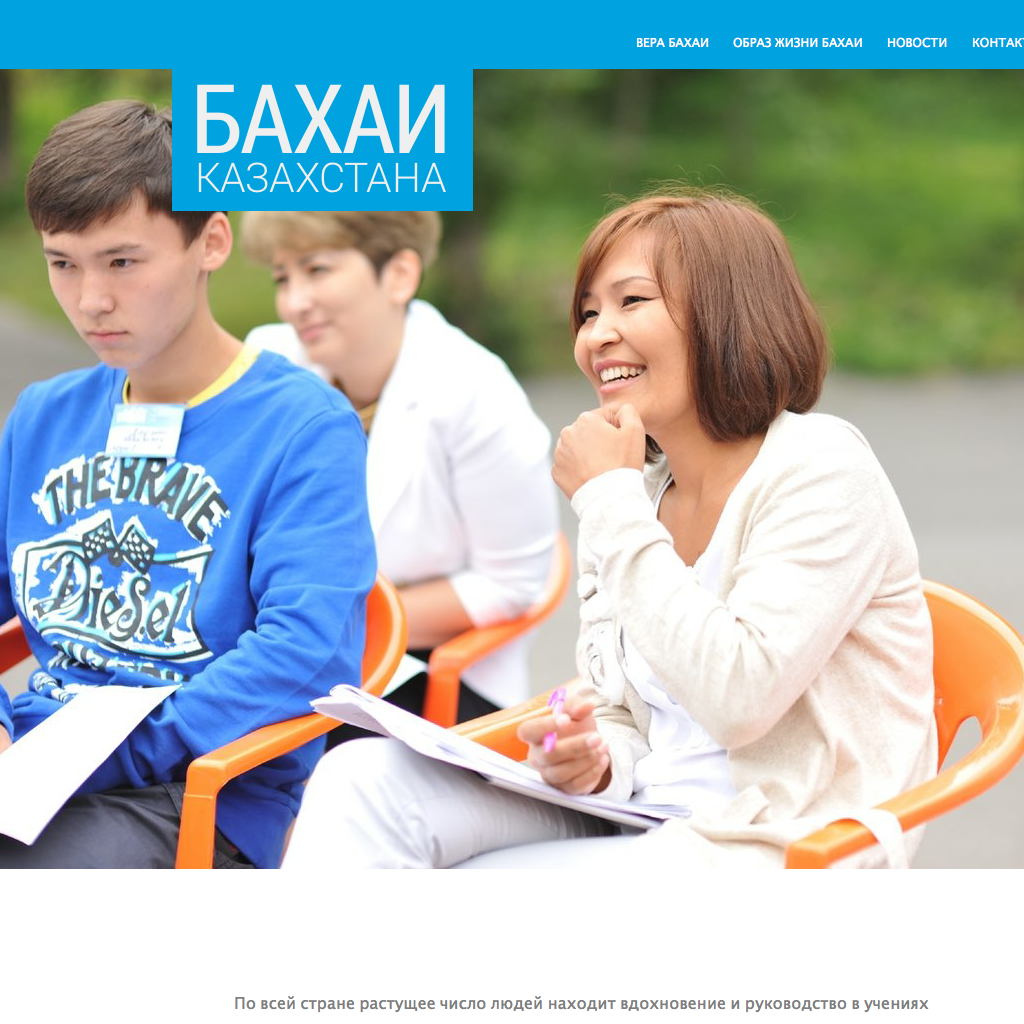 ВЕРА БАХАИ ОБРАЗ ЖИЗНИ БАХАИ НОВОСТИ КОНТАКТ
БАХАИ
КАЗАХСТАНА
THE BRAVE
Diesel
По всей стране растущее число людей находит вдохновение и руководство в учениях